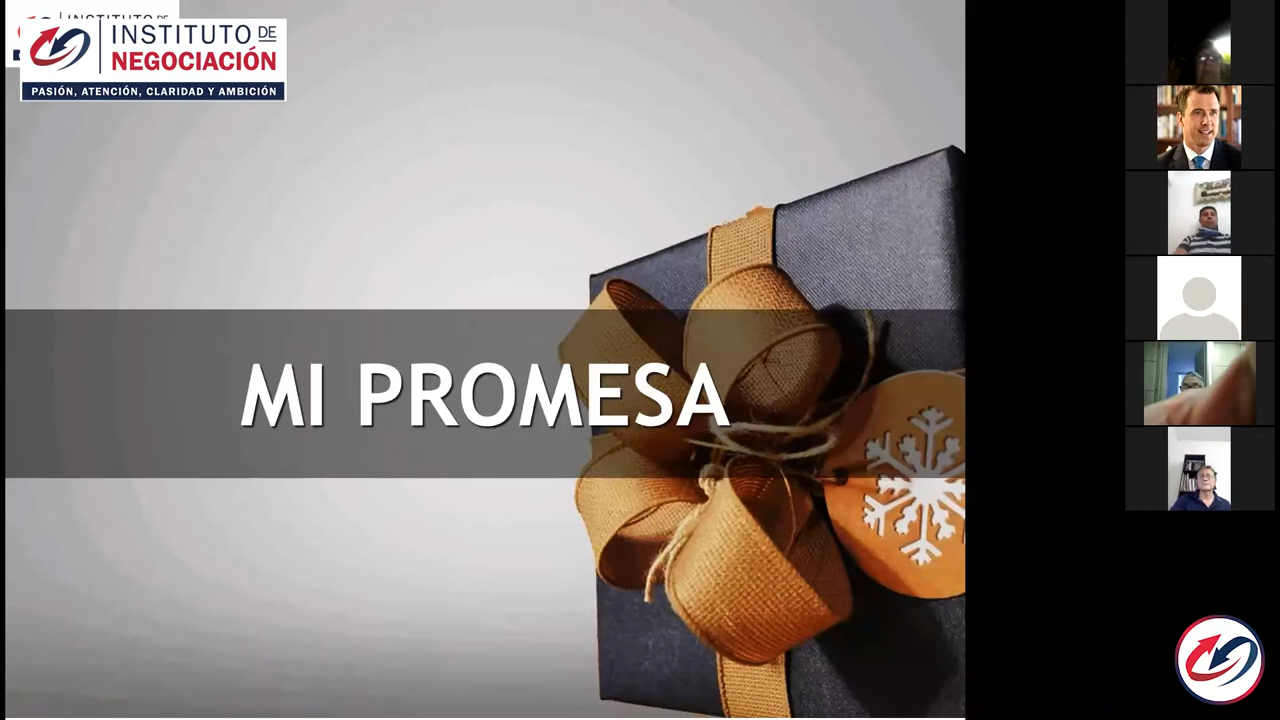 INSTITUTO DE
NEGOCIACIÓN
PASIÓN, ATENCIÓN, CLARIDAD Y AMBICIÓN
MI PROMESA